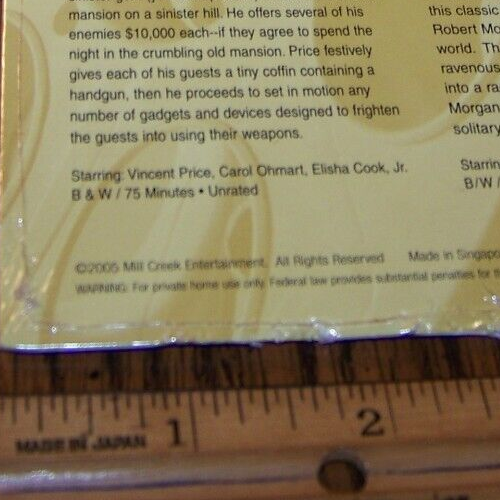 mansion on a sinister hill. He offers several of his
enemies $10,000 each--if they agree to spend the
night in the crumbling old mansion. Price festively
gives each of his guests a tiny coffin containing a
handgun, then he proceeds to set in motion any
number of gadgets and devices designed to frighten
the guests into using their weapons.
Starring: Vincent Price, Carol Ohmart, Elisha Cook, Jr.
B & W / 75 Minutes • Unrated
this classic
Robert Mc
world. Th
ravenous
into a ra
Morgan
solitary
Starrin
B/W /
©2005 Mill Creek Entertainment. All Rights Reserved Made in Singapo
WARNING: For private home use only. Federal law provides substantial penalties for
1 2
MADE IN JAPAN